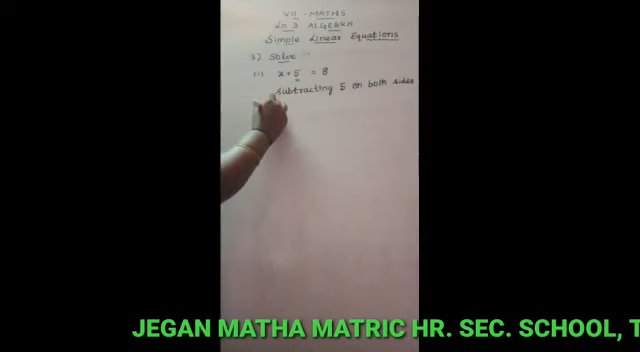 VII - MATHS
Ln 3 ALGEBRA
Simple Linear Equations
3) Solve :-
(i) x + 5 = 8
Subtracting 5 on both sides
JEGAN MATHA MATRIC HR. SEC. SCHOOL, T